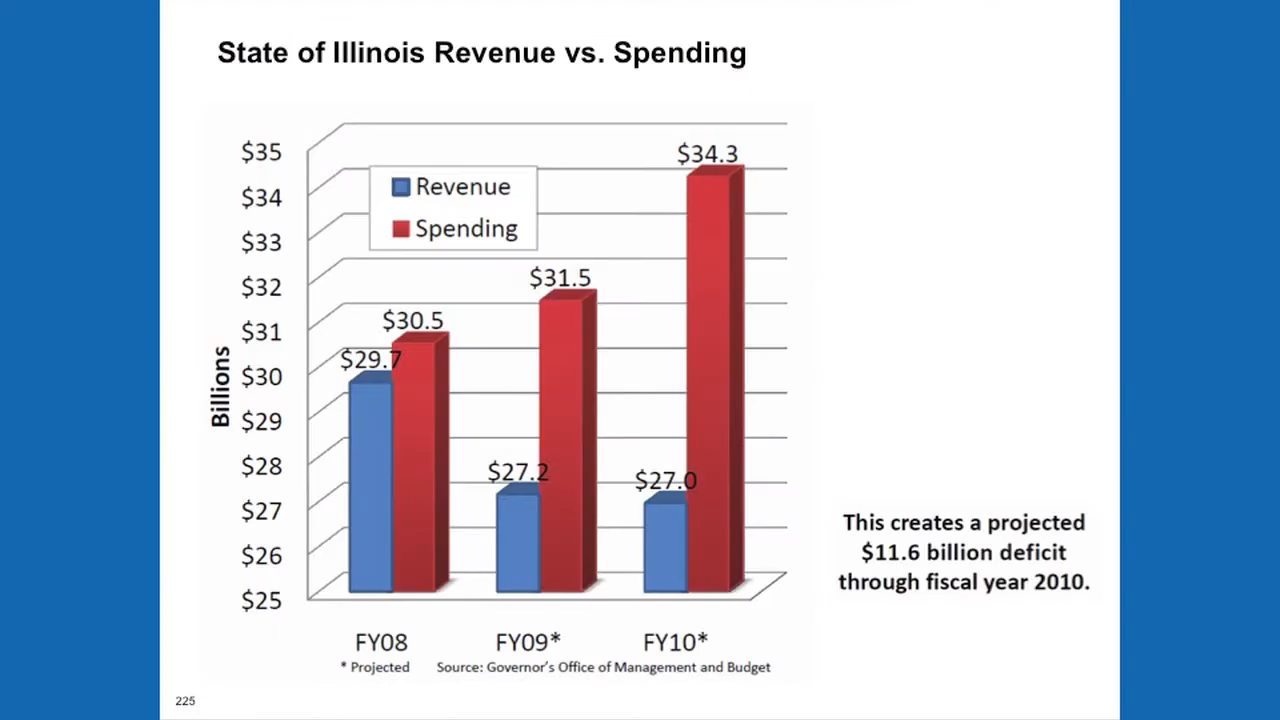 State of Illinois Revenue vs. Spending
$35
$34
$33
$32
$31
$30
$29
$28
$27
$26
$25
Billions
Revenue
Spending
$29.7
$30.5
$27.2
$31.5
$27.0
$34.3
FY08
FY09*
FY10*
* Projected
Source: Governor's Office of Management and Budget
This creates a projected
$11.6 billion deficit
through fiscal year 2010.
225